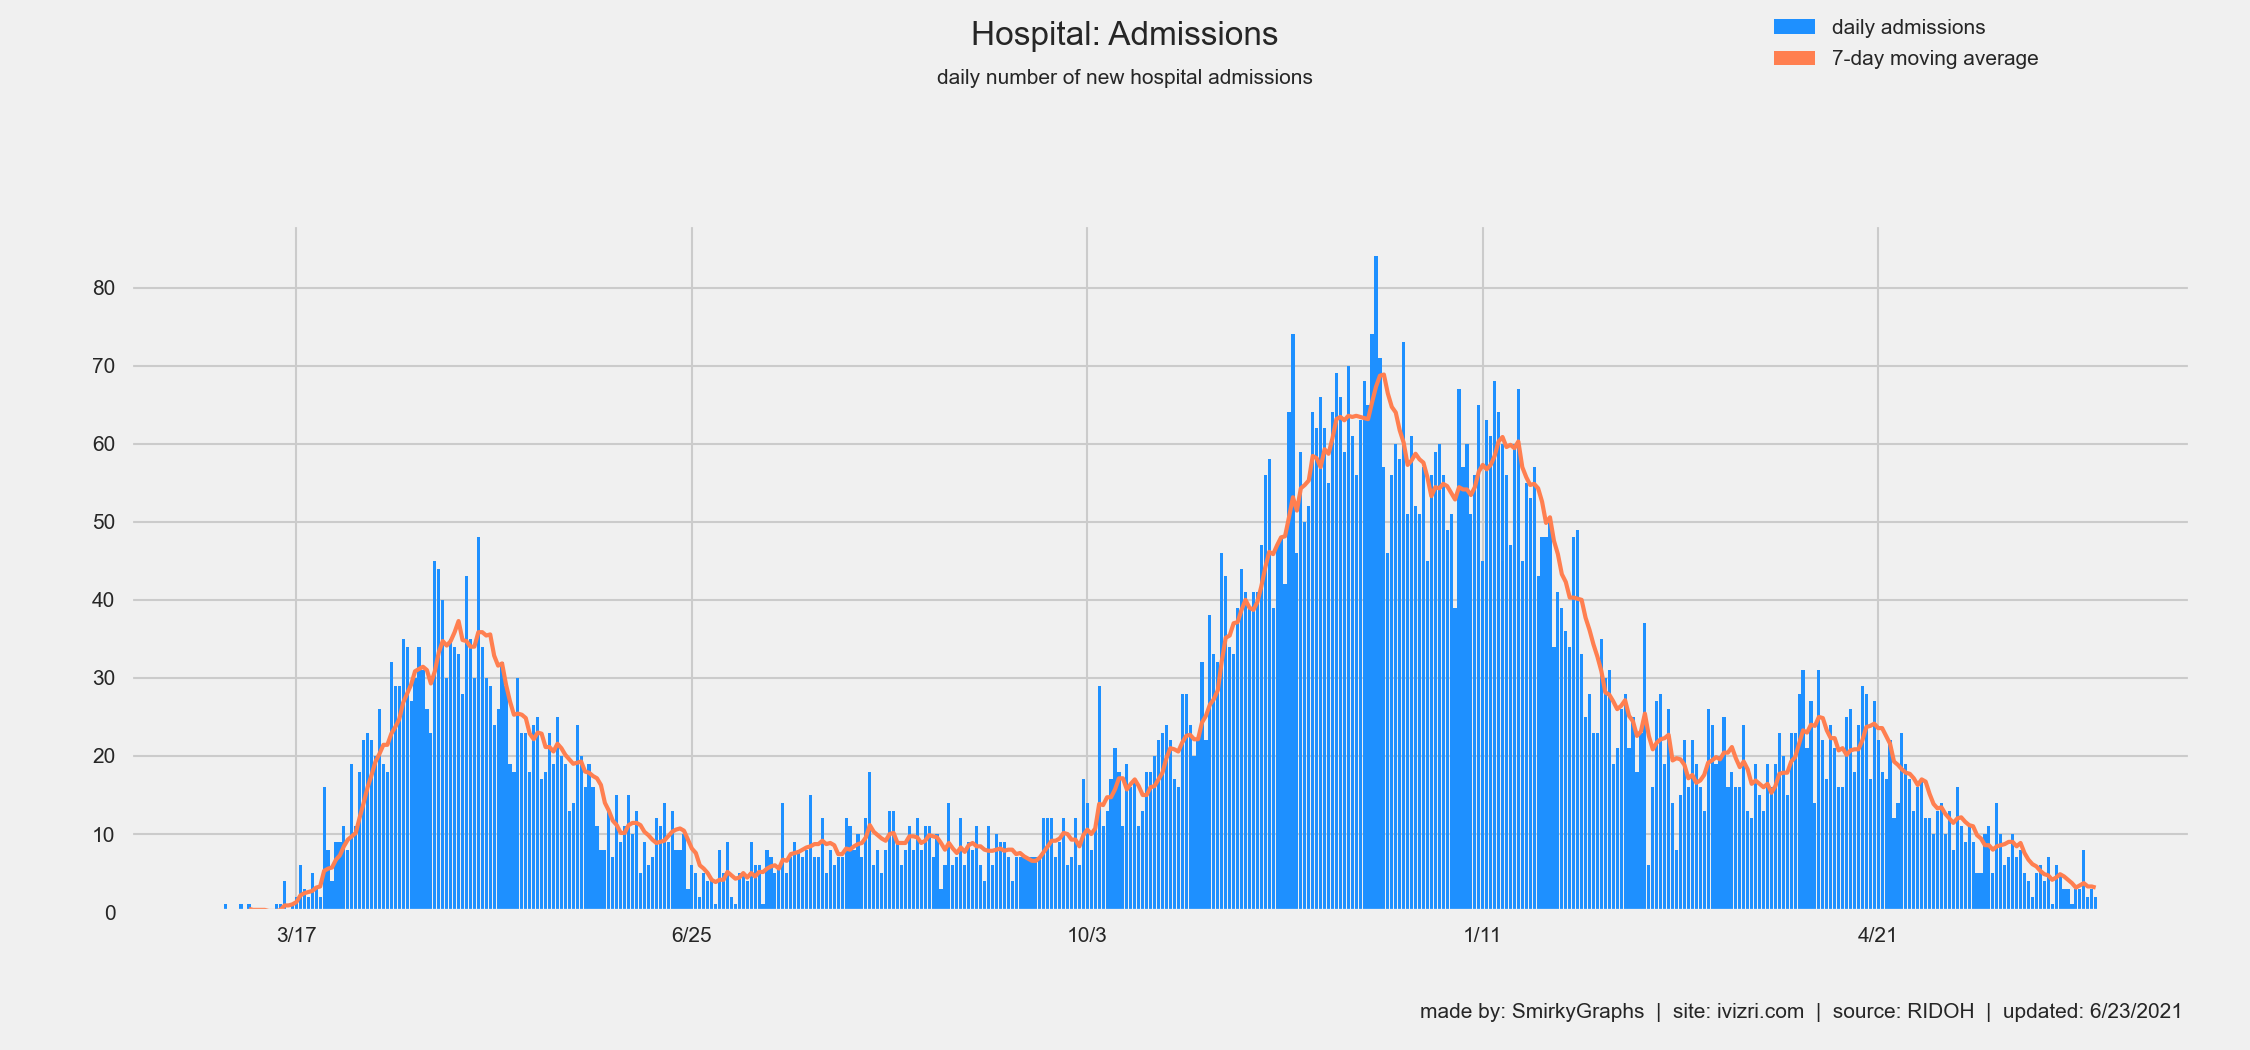 Hospital: Admissions
daily number of new hospital admissions
daily admissions
7-day moving average
80
70
60
50
40
30
20
10
0
3/17
6/25
10/3
1/11
4/21
made by: SmirkyGraphs | site: ivizri.com | source: RIDOH | updated: 6/23/2021